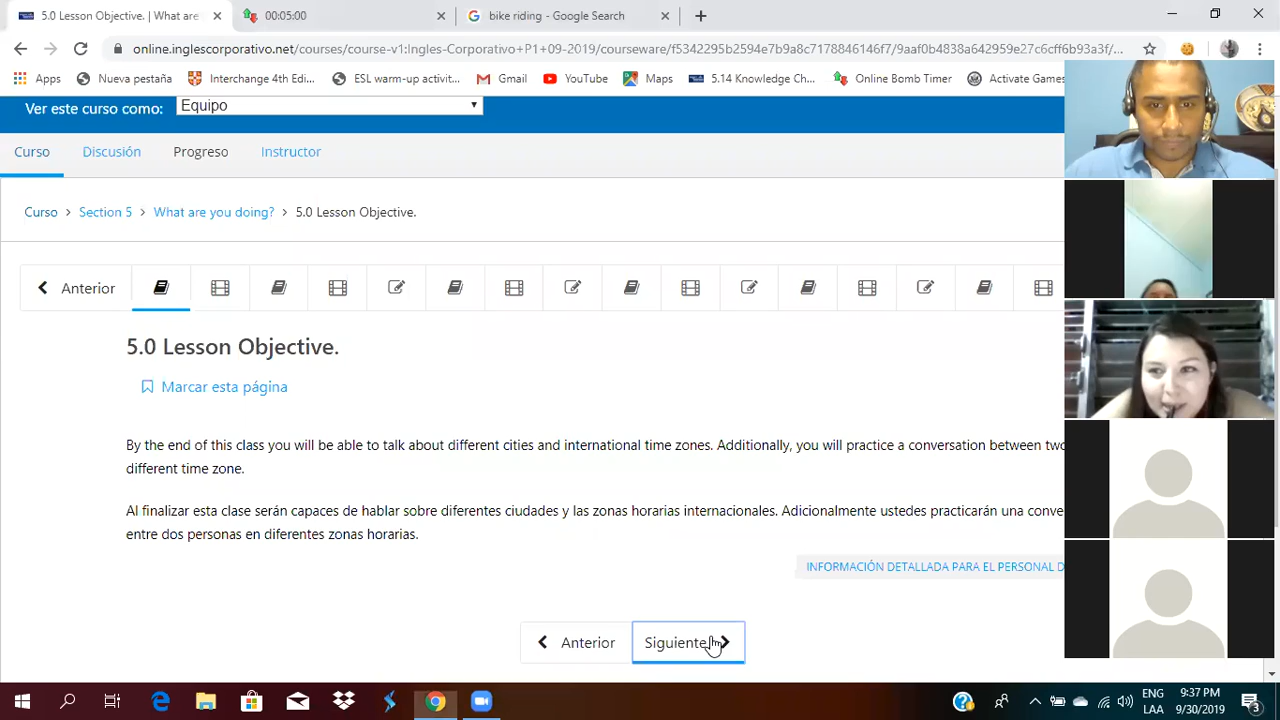 5.0 Lesson Objective. | What are
00:05:00
bike riding - Google Search
online.inglescorporativo.net/courses/course-v1:Ingles-Corporativo+P1+09-2019/courseware/f5342295b2594e7b9a8c7178846146f7/9aaf0b4838a642959e27c6cff6b93a3f/...
Apps
Nueva pestaña
Interchange 4th Edi...
ESL warm-up activit...
Gmail
YouTube
Maps
5.14 Knowledge Ch...
Online Bomb Timer
Activate Games
Ver este curso como:
Equipo
Curso
Discusión
Progreso
Instructor
Curso > Section 5 > What are you doing? > 5.0 Lesson Objective.
Anterior
5.0 Lesson Objective.
Marcar esta página
By the end of this class you will be able to talk about different cities and international time zones. Additionally, you will practice a conversation between two
different time zone.
Al finalizar esta clase serán capaces de hablar sobre diferentes ciudades y las zonas horarias internacionales. Adicionalmente ustedes practicarán una conve
entre dos personas en diferentes zonas horarias.
INFORMACIÓN DETALLADA PARA EL PERSONAL D
Anterior
Siguiente
ENG
LAA
9:37 PM
9/30/2019
3